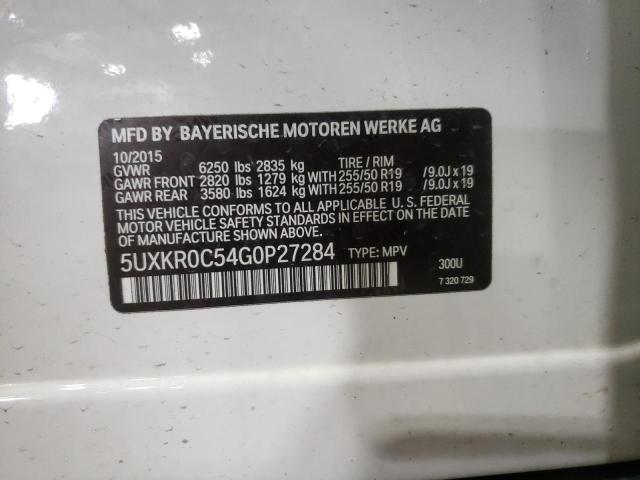 MFD BY BAYERISCHE MOTOREN WERKE AG
10/2015
GVWR 6250 lbs 2835 kg TIRE / RIM
GAWR FRONT 2820 lbs 1279 kg WITH 255/50 R19 /9.0J x 19
GAWR REAR 3580 lbs 1624 kg WITH 255/50 R19 /9.0J x 19
THIS VEHICLE CONFORMS TO ALL APPLICABLE U. S. FEDERAL
MOTOR VEHICLE SAFETY STANDARDS IN EFFECT ON THE DATE
OF MANUFACTURE SHOWN ABOVE.
5UXKR0C54G0P27284 TYPE: MPV
300U
7 320 729